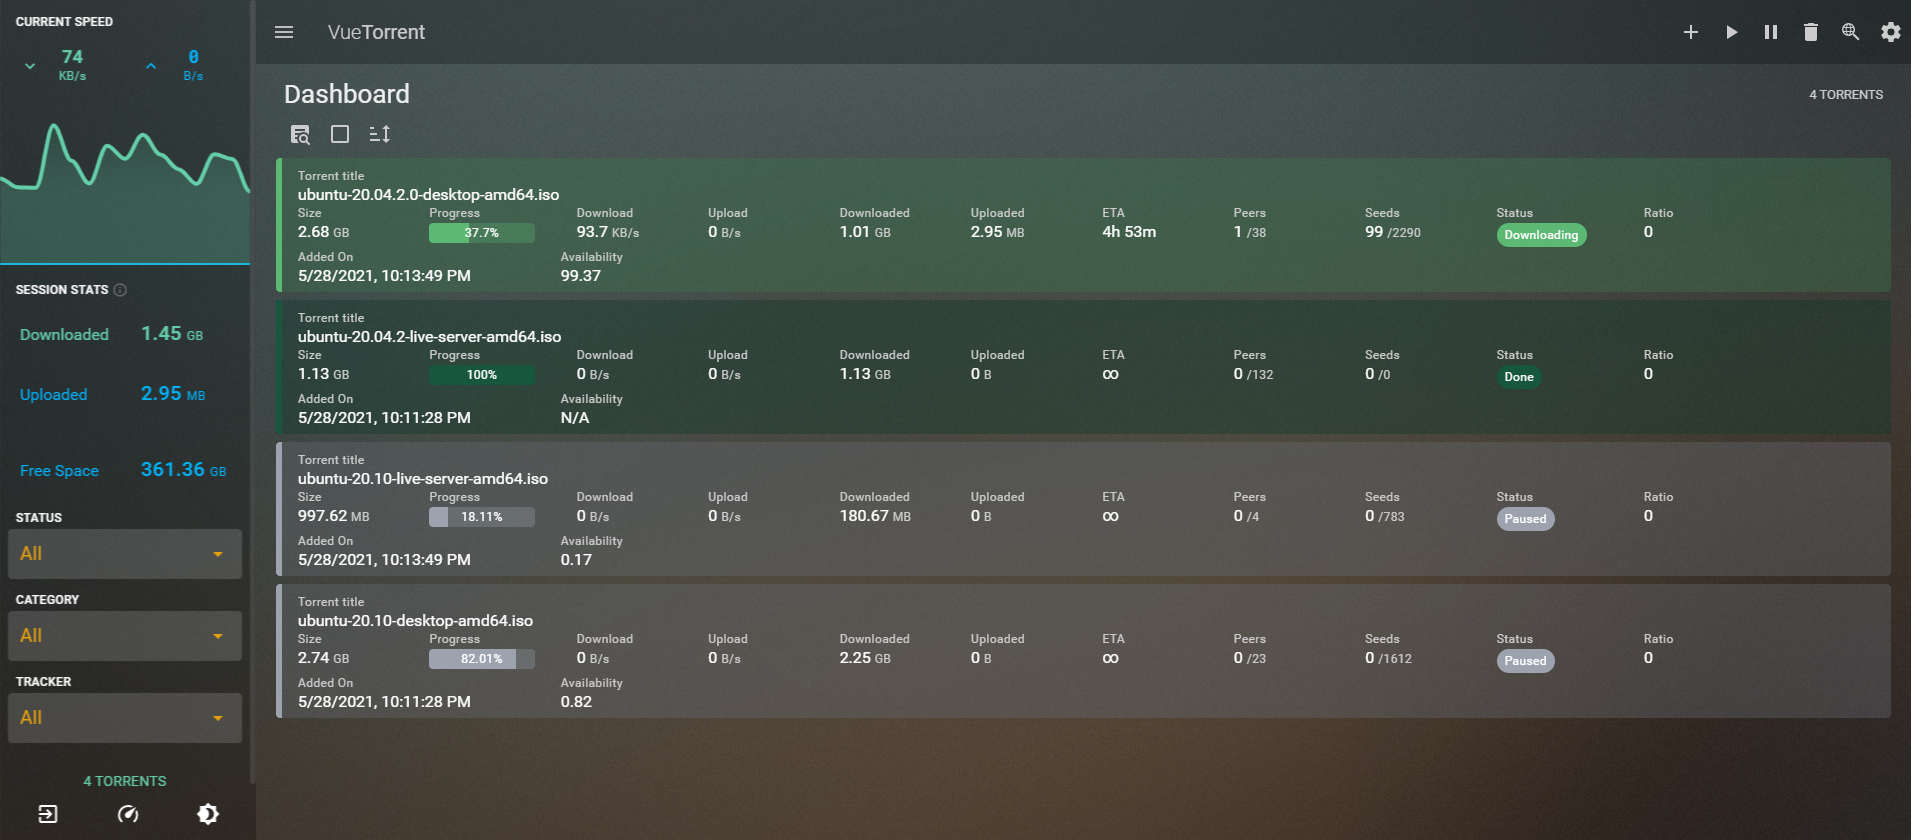 CURRENT SPEED
74 0
KB/s B/s
SESSION STATS
Downloaded 1.45 GB
Uploaded 2.95 MB
Free Space 361.36 GB
STATUS
All
CATEGORY
All
TRACKER
All
4 TORRENTS
VueTorrent
Dashboard 4 TORRENTS
Torrent title
ubuntu-20.04.2.0-desktop-amd64.iso
Size Progress Download Upload Downloaded Uploaded ETA Peers Seeds Status Ratio
2.68 GB 37.7% 93.7 KB/s 0 B/s 1.01 GB 2.95 MB 4h 53m 1 /38 99 /2290 Downloading 0
Added On Availability
5/28/2021, 10:13:49 PM 99.37
Torrent title
ubuntu-20.04.2-live-server-amd64.iso
Size Progress Download Upload Downloaded Uploaded ETA Peers Seeds Status Ratio
1.13 GB 100% 0 B/s 0 B/s 1.13 GB 0 B ∞ 0 /132 0 /0 Done 0
Added On Availability
5/28/2021, 10:11:28 PM N/A
Torrent title
ubuntu-20.10-live-server-amd64.iso
Size Progress Download Upload Downloaded Uploaded ETA Peers Seeds Status Ratio
997.62 MB 18.11% 0 B/s 0 B/s 180.67 MB 0 B ∞ 0 /4 0 /783 Paused 0
Added On Availability
5/28/2021, 10:13:49 PM 0.17
Torrent title
ubuntu-20.10-desktop-amd64.iso
Size Progress Download Upload Downloaded Uploaded ETA Peers Seeds Status Ratio
2.74 GB 82.01% 0 B/s 0 B/s 2.25 GB 0 B ∞ 0 /23 0 /1612 Paused 0
Added On Availability
5/28/2021, 10:11:28 PM 0.82